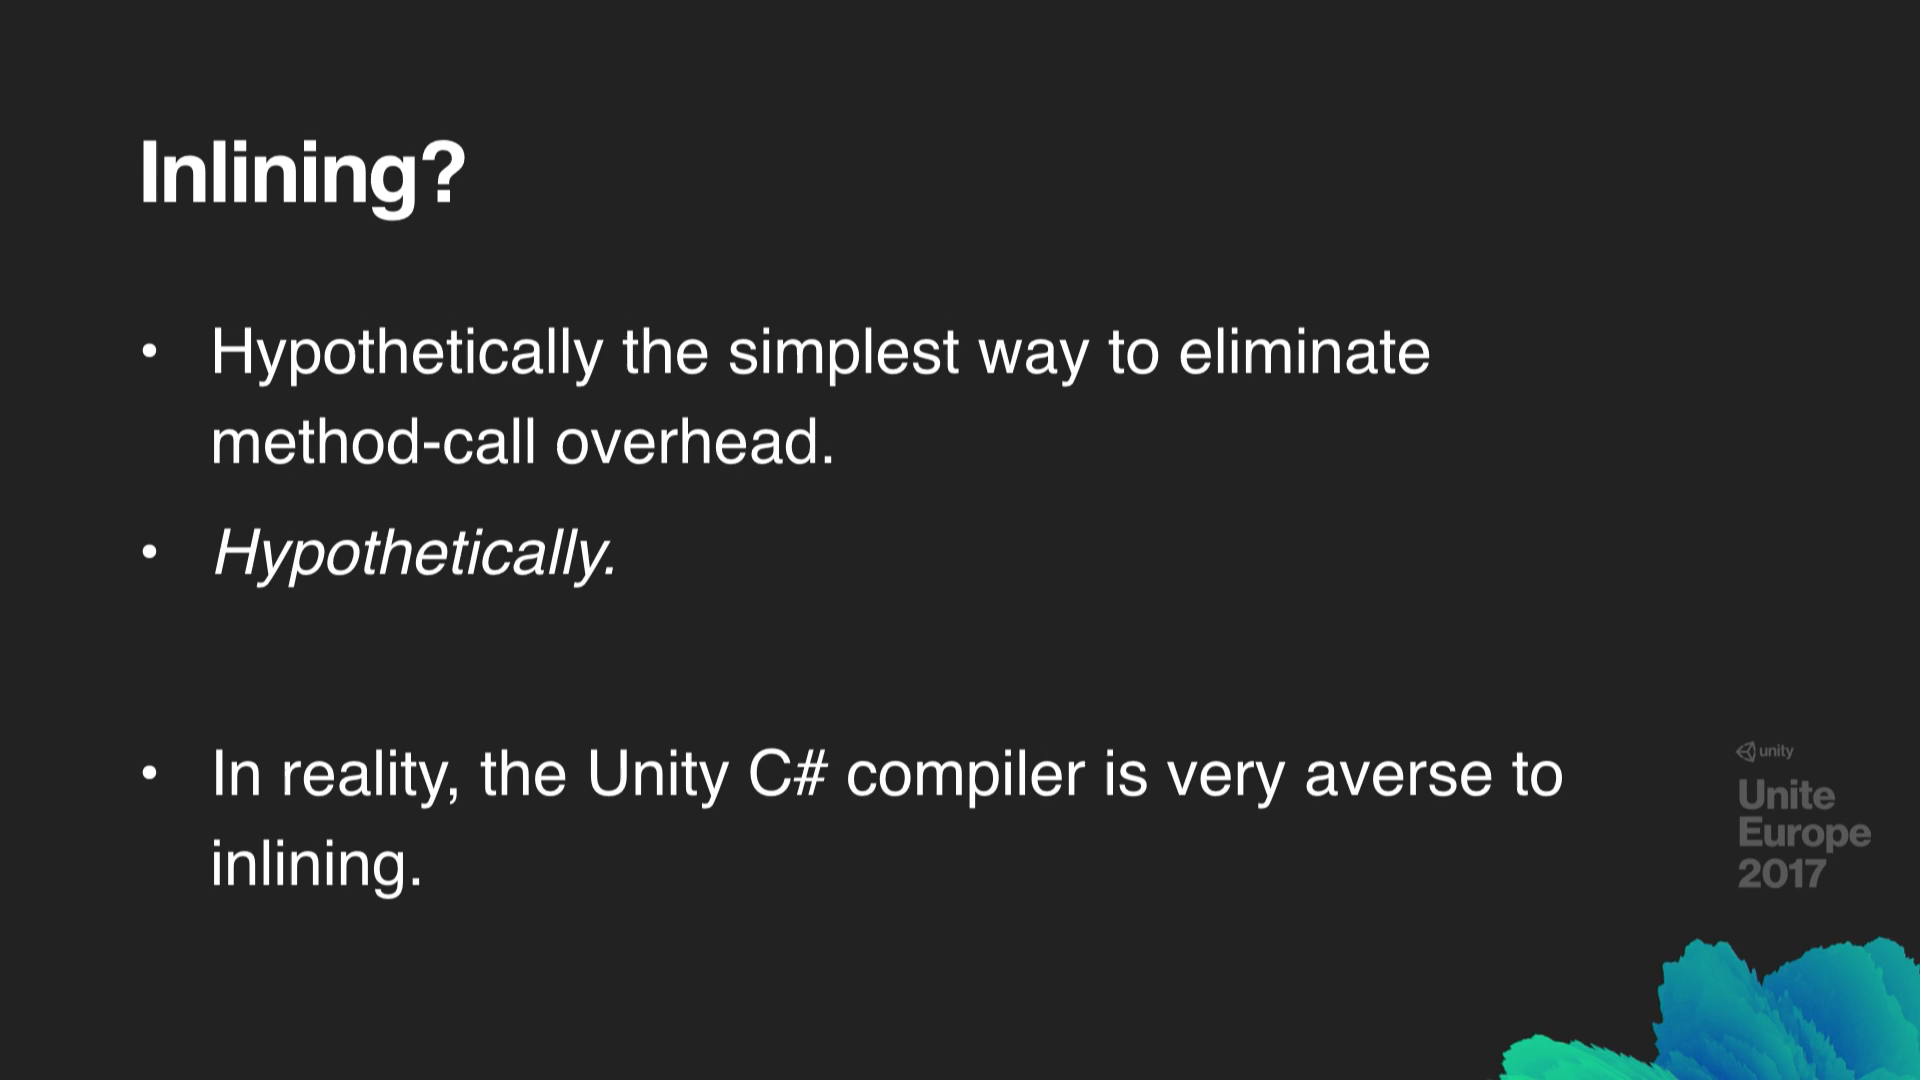 Inlining?
• Hypothetically the simplest way to eliminate
method-call overhead.
• Hypothetically.
• In reality, the Unity C# compiler is very averse to
inlining.
unity
Unite
Europe
2017